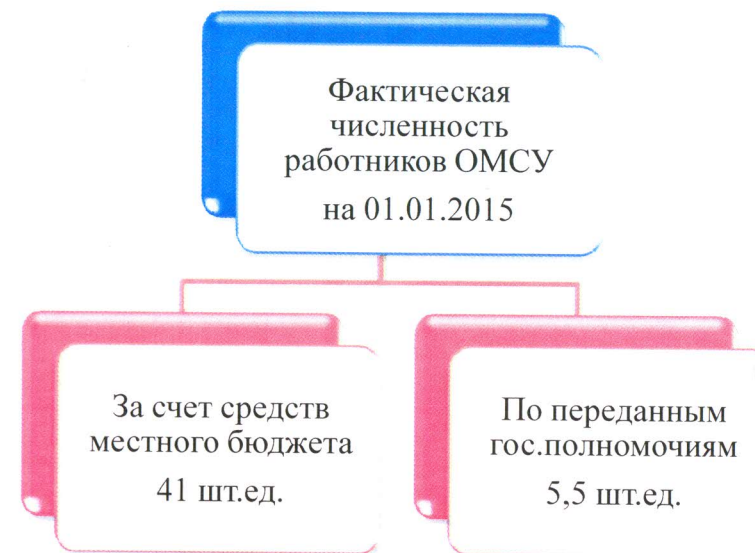 Фактическая
численность
работников ОМСУ
на 01.01.2015
За счет средств
местного бюджета
41 шт.ед.
По переданным
гос.полномочиям
5,5 шт.ед.